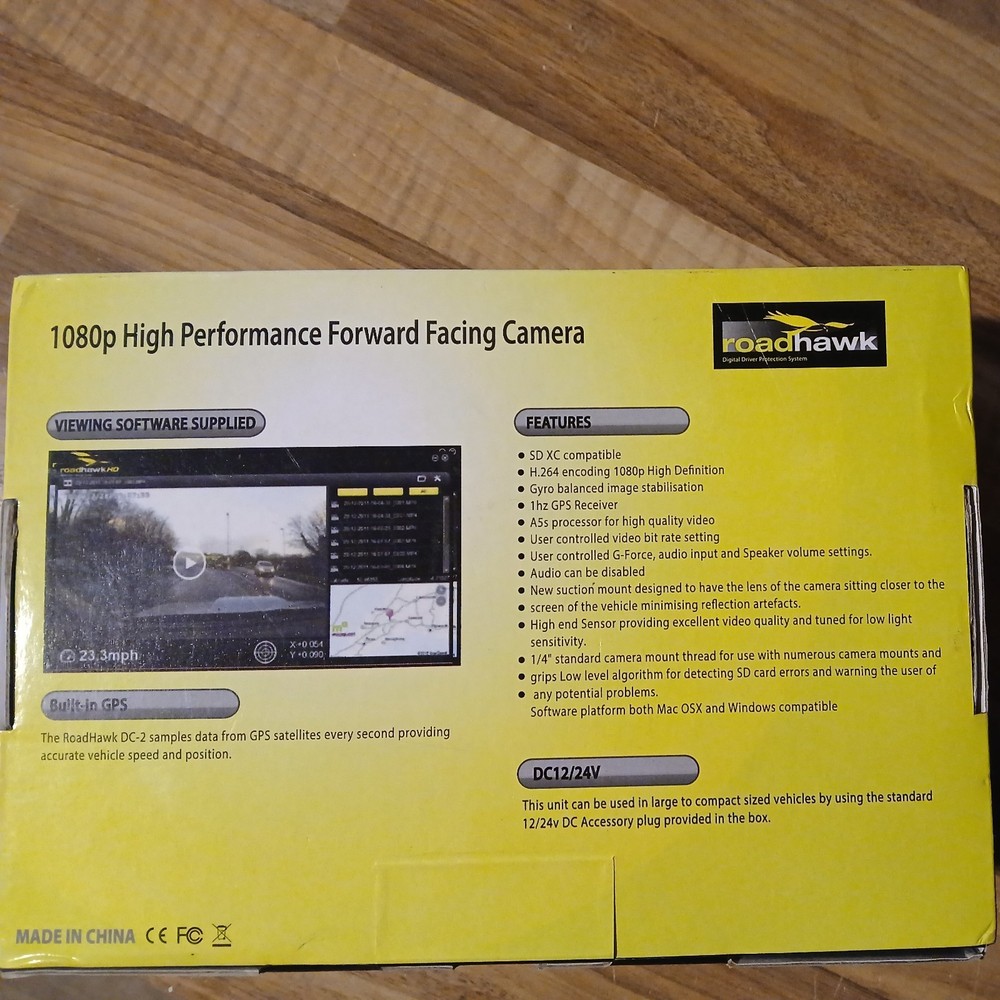 1080p High Performance Forward Facing Camera
roadhawk
Digital Driver Protection System
VIEWING SOFTWARE SUPPLIED
roadhawk HD
23.3mph
X +0.054
Y +0.090
Built-in GPS
The RoadHawk DC-2 samples data from GPS satellites every second providing
accurate vehicle speed and position.
FEATURES
● SD XC compatible
● H.264 encoding 1080p High Definition
● Gyro balanced image stabilisation
● 1hz GPS Receiver
● A5s processor for high quality video
● User controlled video bit rate setting
● User controlled G-Force, audio input and Speaker volume settings.
● Audio can be disabled
● New suction mount designed to have the lens of the camera sitting closer to the
● screen of the vehicle minimising reflection artefacts.
● High end Sensor providing excellent video quality and tuned for low light
sensitivity.
● 1/4" standard camera mount thread for use with numerous camera mounts and
● grips Low level algorithm for detecting SD card errors and warning the user of
● any potential problems.
Software platform both Mac OSX and Windows compatible
DC12/24V
This unit can be used in large to compact sized vehicles by using the standard
12/24v DC Accessory plug provided in the box.
MADE IN CHINA CE FC